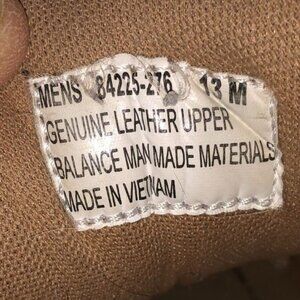 MENS 84225-276 13 M
GENUINE LEATHER UPPER
BALANCE MAN MADE MATERIALS
MADE IN VIETNAM